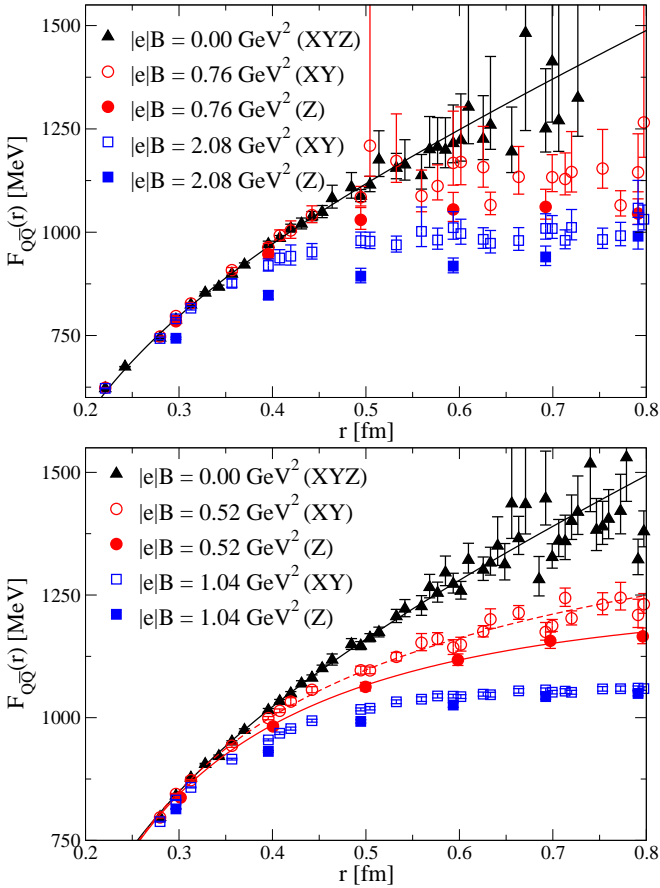 1500
1250
1000
750
F_{QQ̅}(r) [MeV]
|e|B = 0.00 GeV² (XYZ)
|e|B = 0.76 GeV² (XY)
|e|B = 0.76 GeV² (Z)
|e|B = 2.08 GeV² (XY)
|e|B = 2.08 GeV² (Z)
0.2 0.3 0.4 0.5 0.6 0.7 0.8
r [fm]
1500
1250
1000
750
F_{QQ̅}(r) [MeV]
|e|B = 0.00 GeV² (XYZ)
|e|B = 0.52 GeV² (XY)
|e|B = 0.52 GeV² (Z)
|e|B = 1.04 GeV² (XY)
|e|B = 1.04 GeV² (Z)
0.2 0.3 0.4 0.5 0.6 0.7 0.8
r [fm]